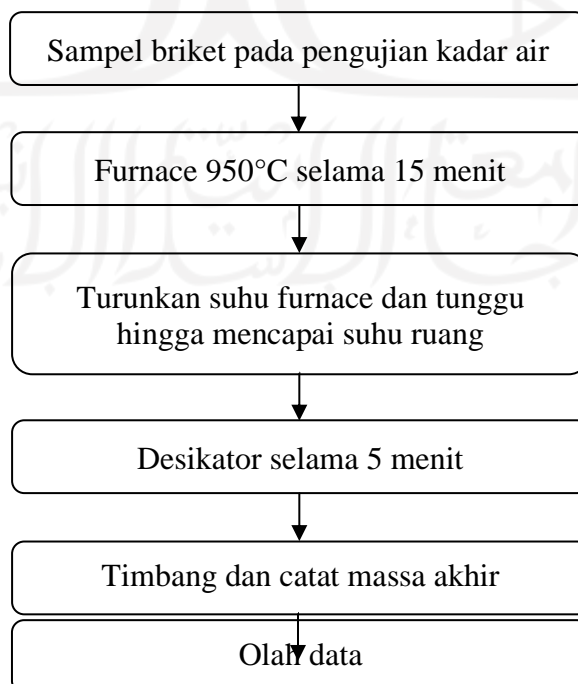 Sampel briket pada pengujian kadar air
Furnace 950°C selama 15 menit
Turunkan suhu furnace dan tunggu
hingga mencapai suhu ruang
Desikator selama 5 menit
Timbang dan catat massa akhir
Olah data